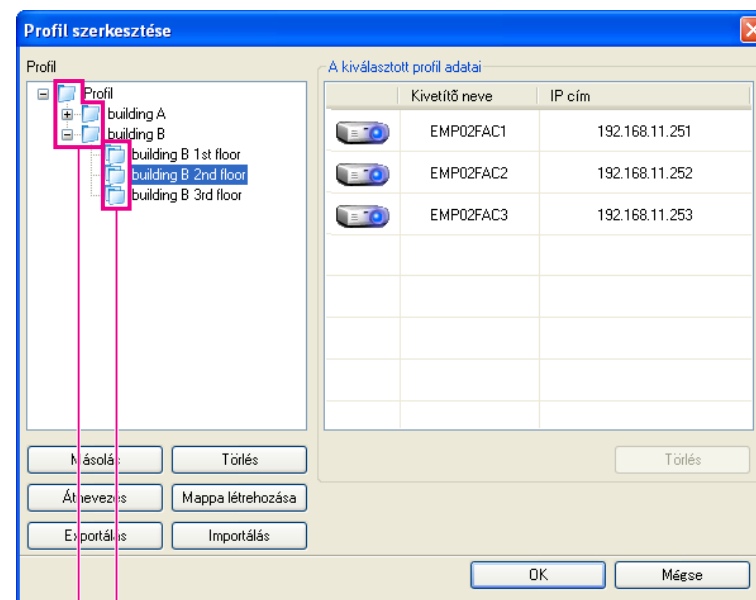 Profil szerkesztése
Profil
Profil
building A
building B
building B 1st floor
building B 2nd floor
building B 3rd floor
A kiválasztott profil adatai
Kivetítő neve IP cím
EMP02FAC1 192.168.11.251
EMP02FAC2 192.168.11.252
EMP02FAC3 192.168.11.253
Másolás Törlés
Átnevezés Mappa létrehozása
Exportálás Importálás
Törlés
OK Mégse